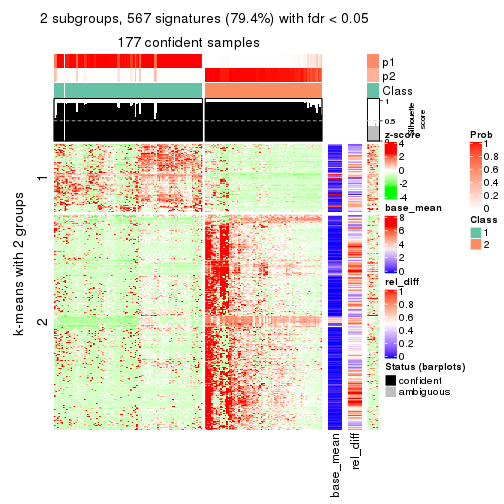 2 subgroups, 567 signatures (79.4%) with fdr < 0.05
177 confident samples
p1
p2
Class
1
0.5
0
Silhouette
score
k-means with 2 groups
1
2
base_mean
rel_diff
z-score
4
2
0
-2
-4
base_mean
8
6
4
2
0
rel_diff
1
0.8
0.6
0.4
0.2
0
Status (barplots)
confident
ambiguous
Prob
1
0.8
0.6
0.4
0.2
0
Class
1
2